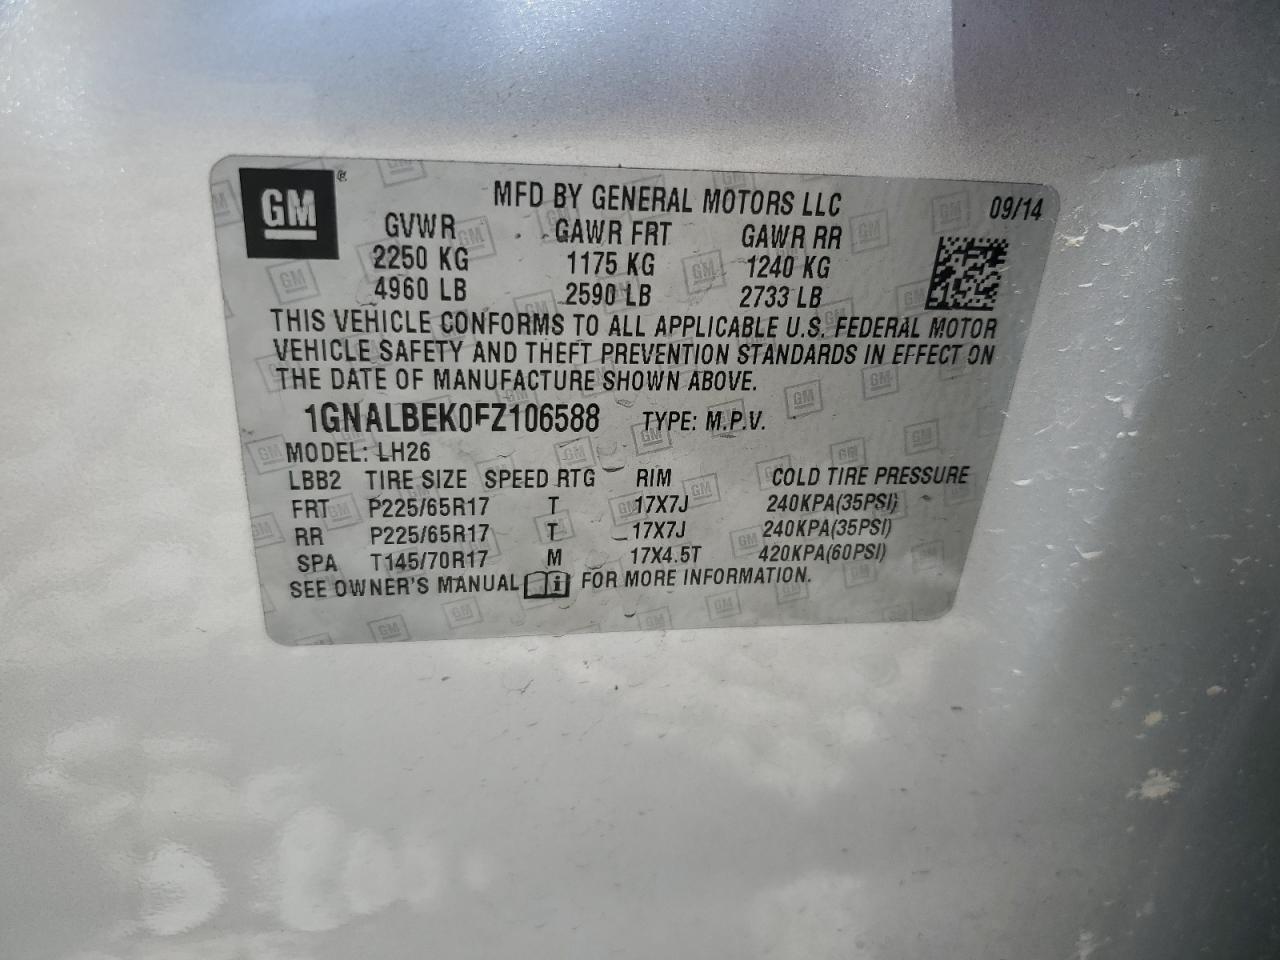 GM ®
MFD BY GENERAL MOTORS LLC 09/14
GVWR GAWR FRT GAWR RR
2250 KG 1175 KG 1240 KG
4960 LB 2590 LB 2733 LB
THIS VEHICLE CONFORMS TO ALL APPLICABLE U.S. FEDERAL MOTOR
VEHICLE SAFETY AND THEFT PREVENTION STANDARDS IN EFFECT ON
THE DATE OF MANUFACTURE SHOWN ABOVE.
1GNALBEK0FZ106588 TYPE: M.P.V.
MODEL: LH26
LBB2 TIRE SIZE SPEED RTG RIM COLD TIRE PRESSURE
FRT P225/65R17 T 17X7J 240KPA(35PSI)
RR P225/65R17 T 17X7J 240KPA(35PSI)
SPA T145/70R17 M 17X4.5T 420KPA(60PSI)
SEE OWNER'S MANUAL FOR MORE INFORMATION.